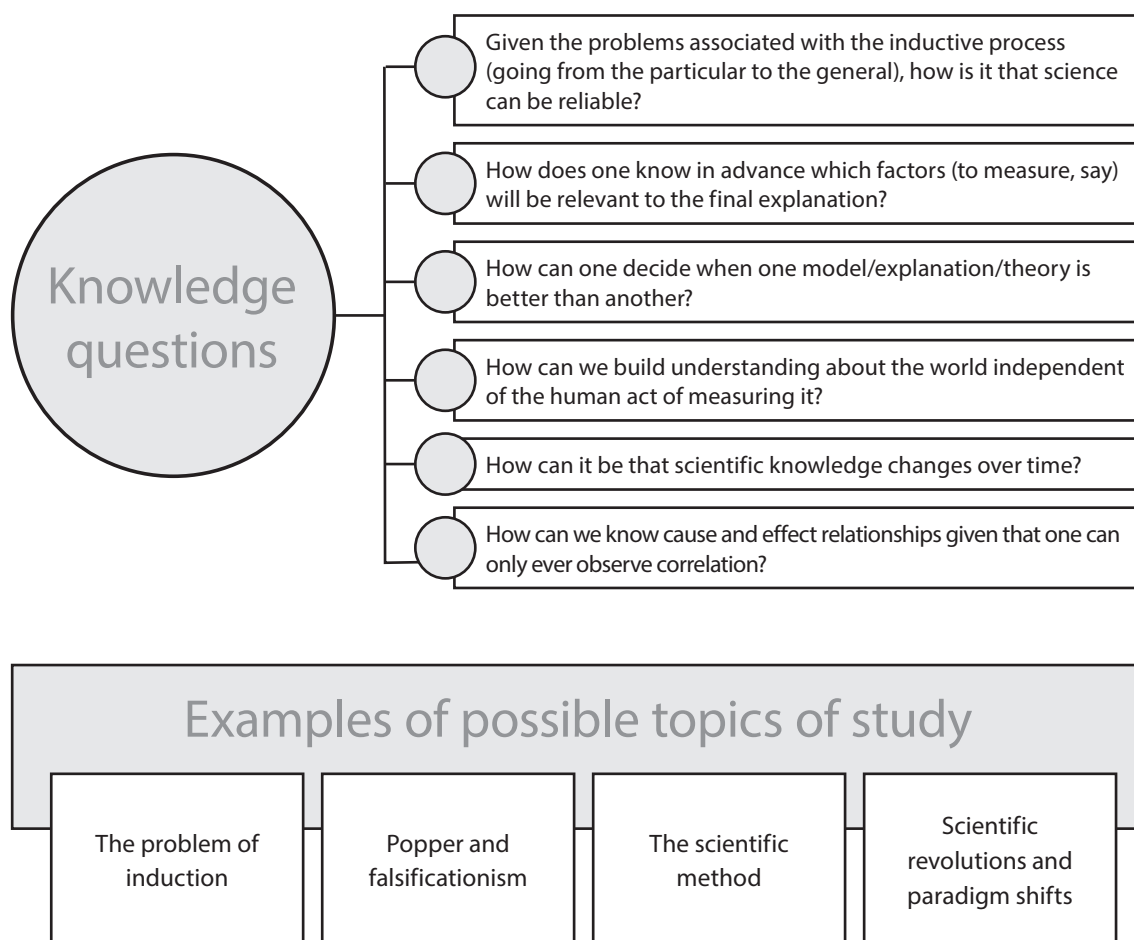 Given the problems associated with the inductive process
(going from the particular to the general), how is it that science
can be reliable?
How does one know in advance which factors (to measure, say)
will be relevant to the final explanation?
Knowledge
questions
How can one decide when one model/explanation/theory is
better than another?
How can we build understanding about the world independent
of the human act of measuring it?
How can it be that scientific knowledge changes over time?
How can we know cause and effect relationships given that one can
only ever observe correlation?
Examples of possible topics of study
The problem of
induction
Popper and
falsificationism
The scientific
method
Scientific
revolutions and
paradigm shifts